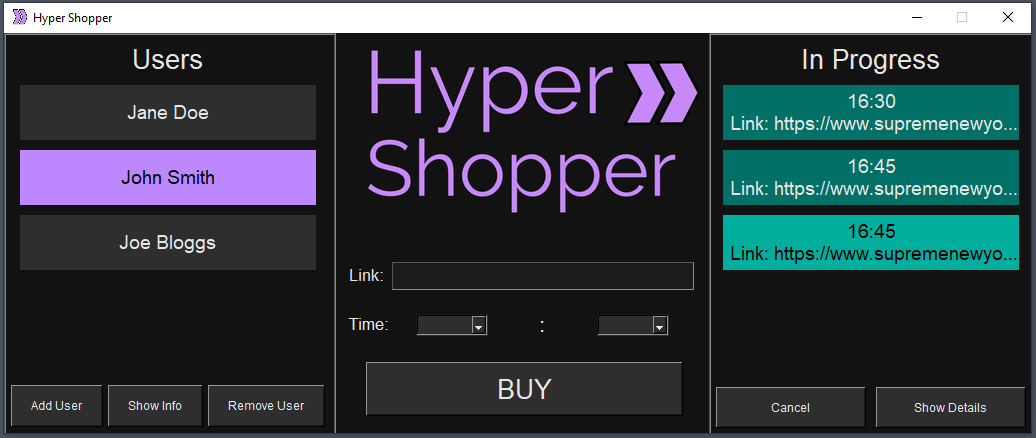 Hyper Shopper
Users
Jane Doe
John Smith
Joe Bloggs
Add User
Show Info
Remove User
Hyper
Shopper
Link:
Time:
:
BUY
In Progress
16:30
Link: https://www.supremenewyo...
16:45
Link: https://www.supremenewyo...
16:45
Link: https://www.supremenewyo...
Cancel
Show Details